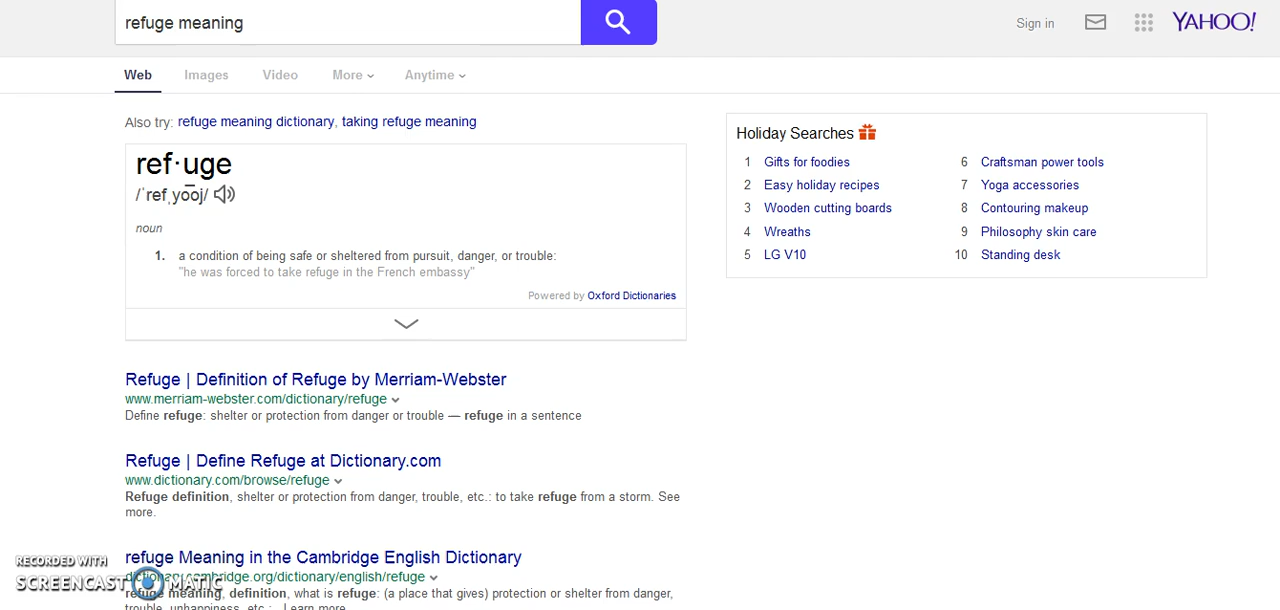 refuge meaning
Sign in
YAHOO!
Web Images Video More Anytime
Also try: refuge meaning dictionary, taking refuge meaning
ref·uge
/ˈrefˌyo͞oj/
noun
1. a condition of being safe or sheltered from pursuit, danger, or trouble:
"he was forced to take refuge in the French embassy"
Powered by Oxford Dictionaries
Refuge | Definition of Refuge by Merriam-Webster
www.merriam-webster.com/dictionary/refuge
Define refuge: shelter or protection from danger or trouble — refuge in a sentence
Refuge | Define Refuge at Dictionary.com
www.dictionary.com/browse/refuge
Refuge definition, shelter or protection from danger, trouble, etc.: to take refuge from a storm. See
more.
refuge Meaning in the Cambridge English Dictionary
dictionary.cambridge.org/dictionary/english/refuge
refuge meaning, definition, what is refuge: (a place that gives) protection or shelter from danger,
trouble, unhappiness, etc.: . Learn more.
Holiday Searches
1 Gifts for foodies
2 Easy holiday recipes
3 Wooden cutting boards
4 Wreaths
5 LG V10
6 Craftsman power tools
7 Yoga accessories
8 Contouring makeup
9 Philosophy skin care
10 Standing desk
RECORDED WITH
SCREENCAST MATIC